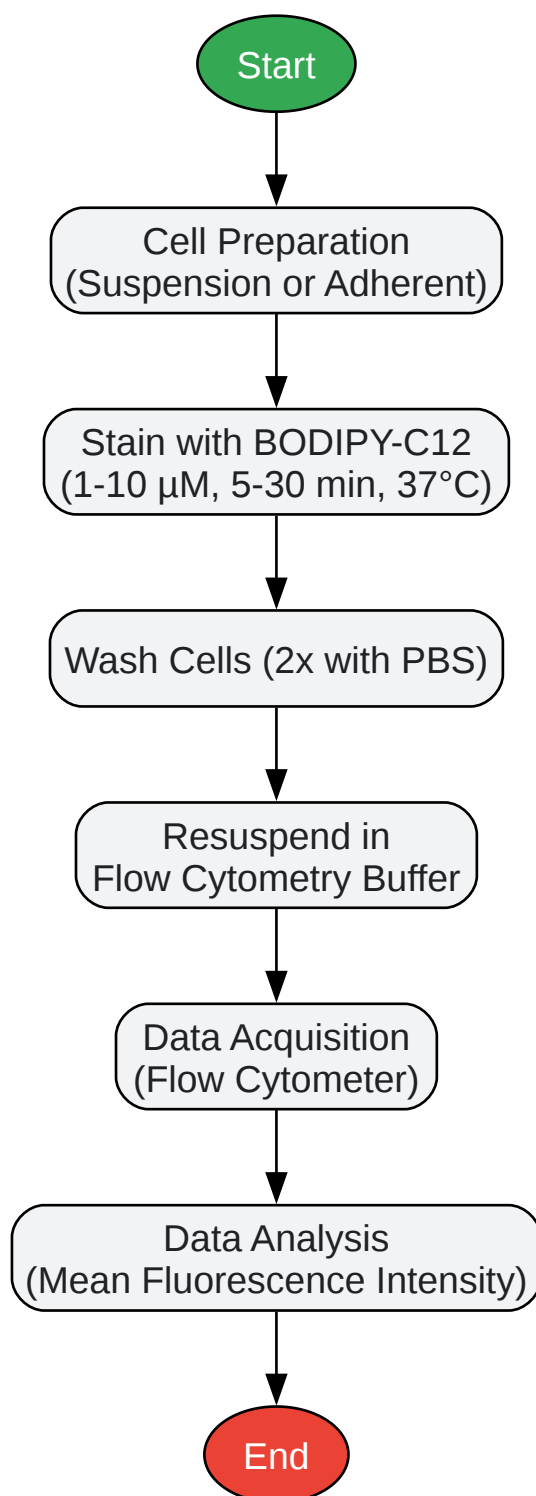 Start
Cell Preparation
(Suspension or Adherent)
Stain with BODIPY-C12
(1-10 µM, 5-30 min, 37°C)
Wash Cells (2x with PBS)
Resuspend in
Flow Cytometry Buffer
Data Acquisition
(Flow Cytometer)
Data Analysis
(Mean Fluorescence Intensity)
End